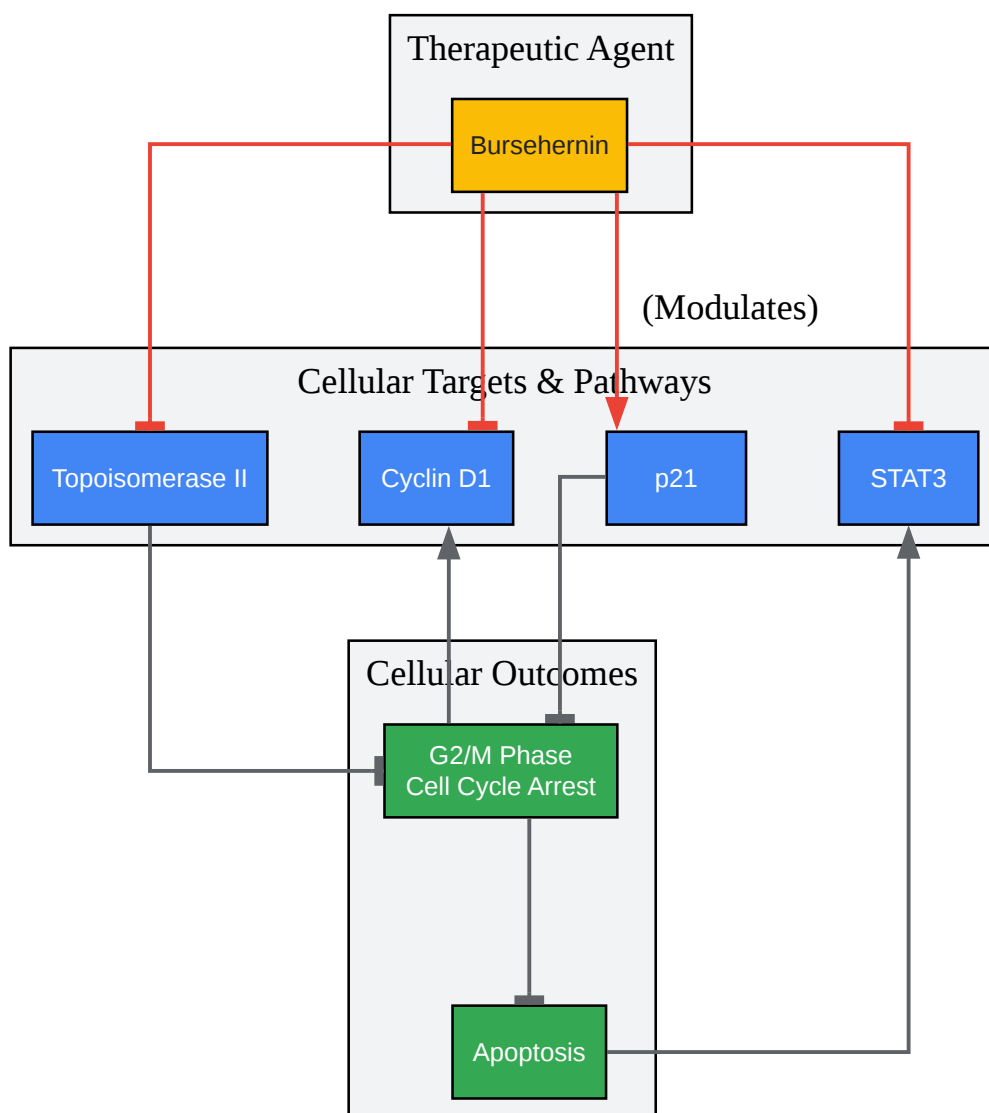 Therapeutic Agent
Bursehernin
(Modulates)
Cellular Targets & Pathways
Topoisomerase II
Cyclin D1
p21
STAT3
Cellular Outcomes
G2/M Phase
Cell Cycle Arrest
Apoptosis